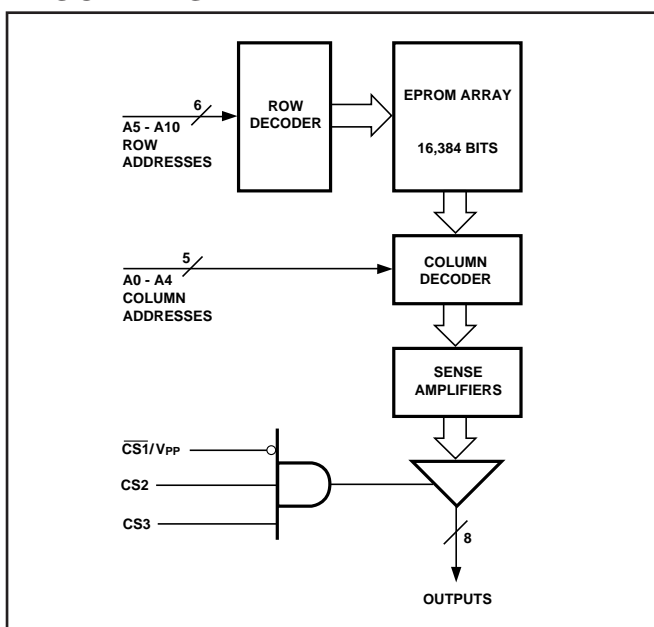 6
A5 - A10
ROW
ADDRESSES
ROW
DECODER
EPROM ARRAY
16,384 BITS
5
A0 - A4
COLUMN
ADDRESSES
COLUMN
DECODER
SENSE
AMPLIFIERS
CS1/VPP
CS2
CS3
8
OUTPUTS